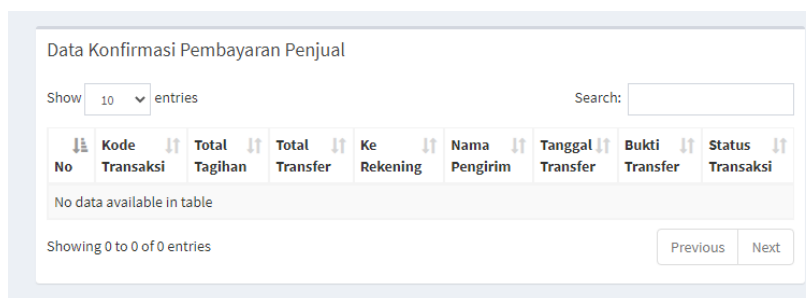 Data Konfirmasi Pembayaran Penjual
Show 10 entries Search:
No Kode Transaksi Total Tagihan Total Transfer Ke Rekening Nama Pengirim Tanggal Transfer Bukti Transfer Status Transaksi
No data available in table
Showing 0 to 0 of 0 entries Previous Next